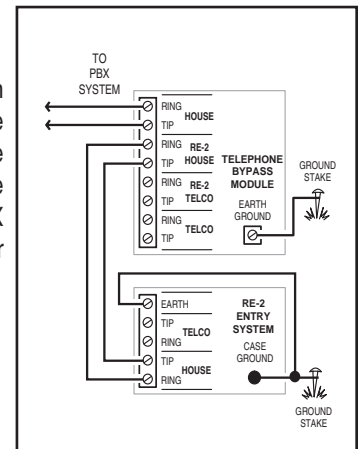 TO
PBX
SYSTEM
RING
HOUSE
TIP
RING RE-2
TIP HOUSE
RING RE-2
TIP TELCO
RING
TELCO
TIP
TELEPHONE
BYPASS
MODULE
EARTH
GROUND
GROUND
STAKE
EARTH
TIP
TELCO
RING
TIP
HOUSE
RING
RE-2
ENTRY
SYSTEM
CASE
GROUND
GROUND
STAKE